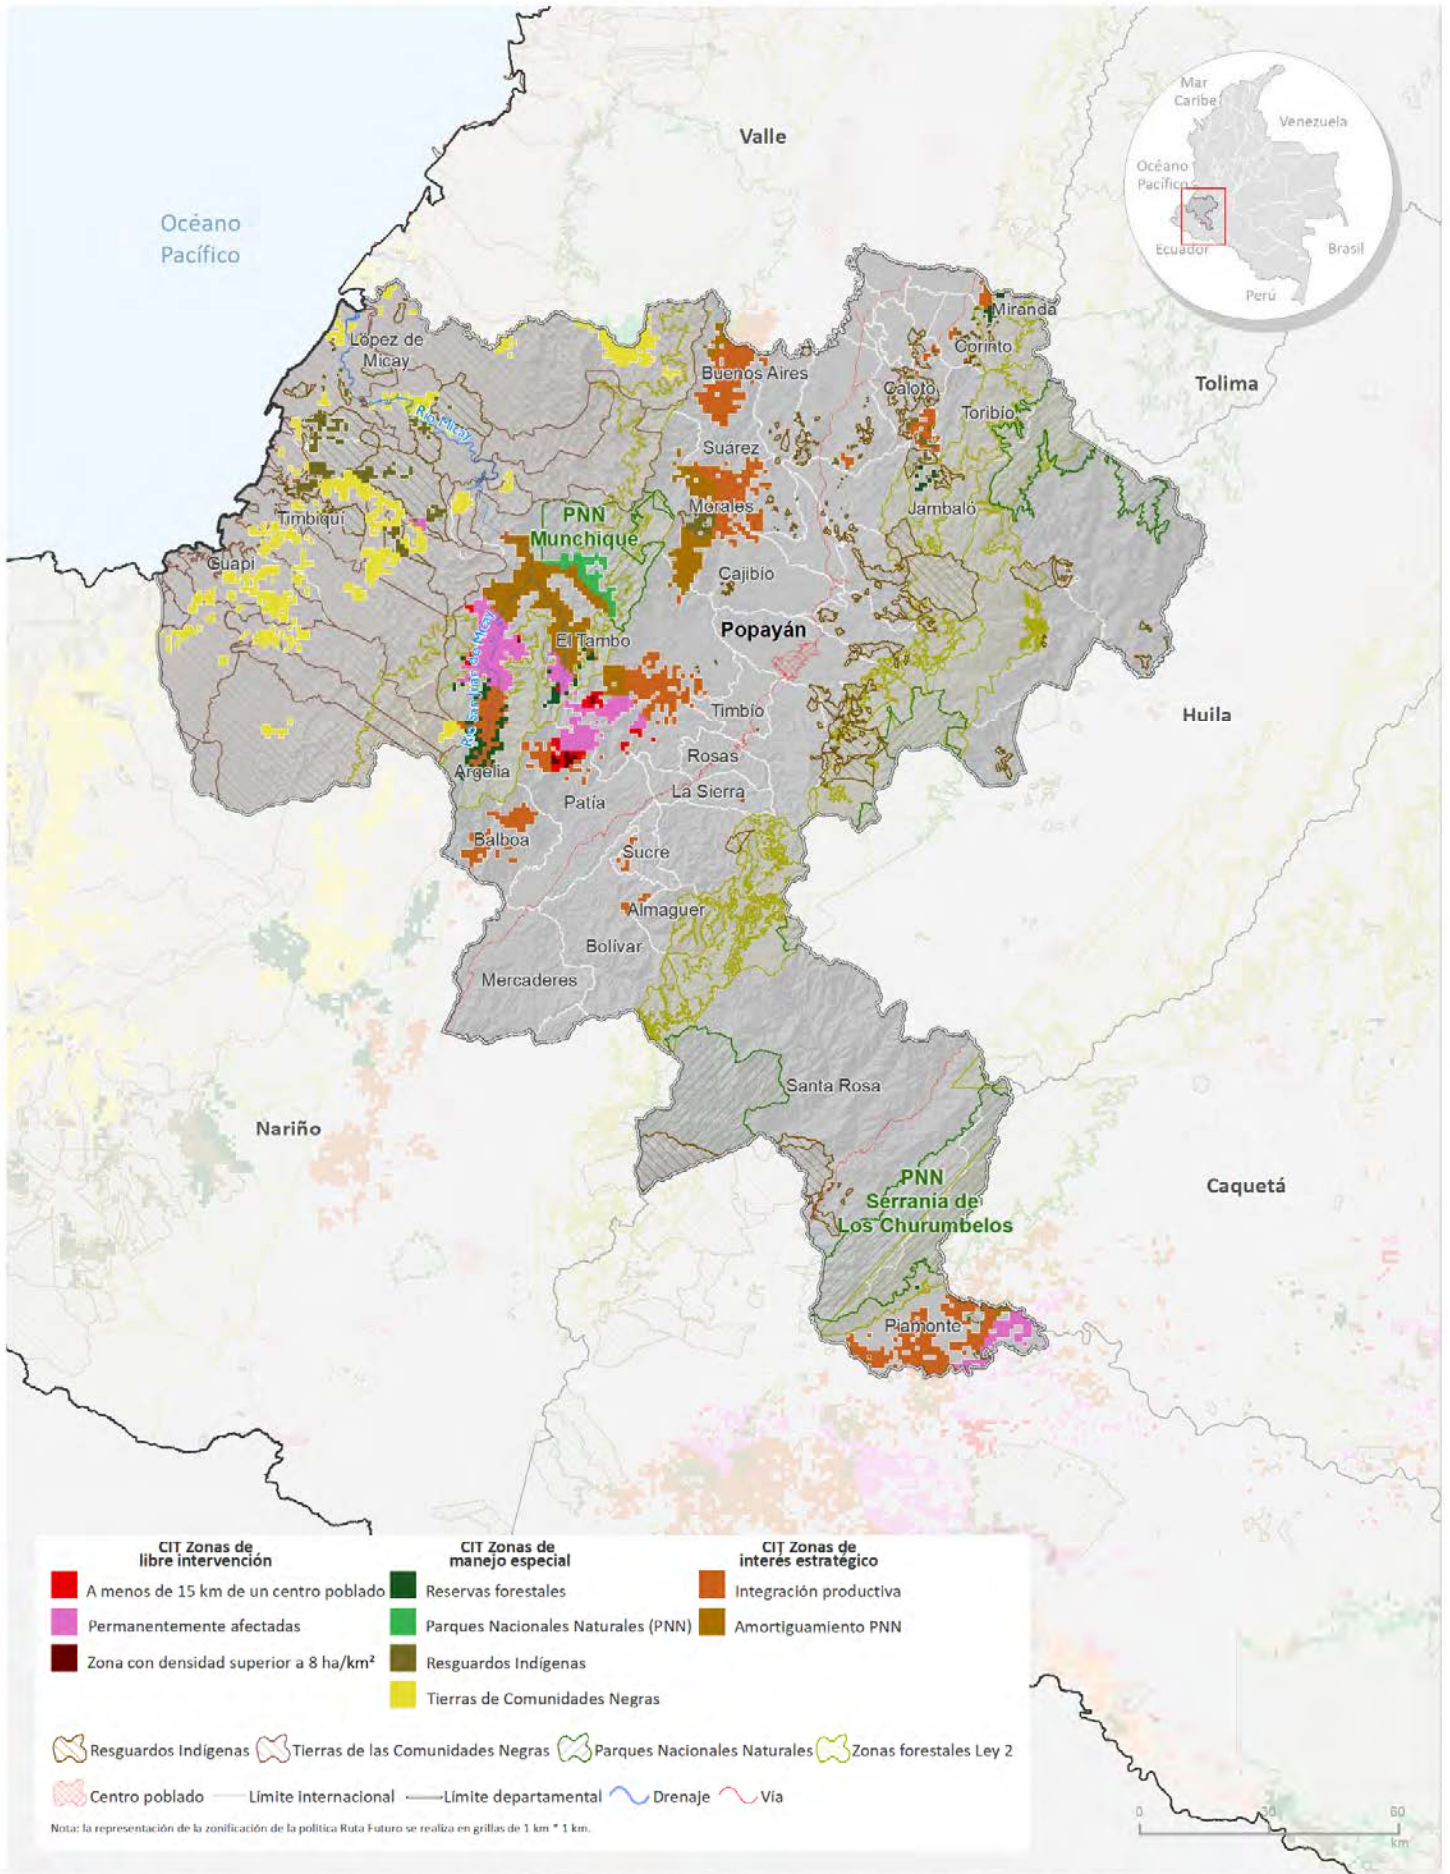 Mar
Caribe
Venezuela
Océano
Pacífico
Ecuador
Brasil
Perú
Valle
Océano
Pacífico
Miranda
López de
Micay
Corinto
Buenos Aires
Tolima
Caloto
Toribío
Río Micay
Suárez
Morales
Jambaló
PNN
Munchique
Timbiquí
Guapi
Cajibío
Popayán
El Tambo
Río San Juan de Micay
Timbío
Huila
Rosas
Argelia
La Sierra
Patía
Balboa
Sucre
Almaguer
Bolívar
Mercaderes
Santa Rosa
Nariño
PNN
Serranía de
Los Churumbelos
Caquetá
Piamonte
CIT Zonas de
libre intervención
A menos de 15 km de un centro poblado
Permanentemente afectadas
Zona con densidad superior a 8 ha/km²
CIT Zonas de
manejo especial
Reservas forestales
Parques Nacionales Naturales (PNN)
Resguardos Indígenas
Tierras de Comunidades Negras
CIT Zonas de
interés estratégico
Integración productiva
Amortiguamiento PNN
Resguardos Indígenas
Tierras de las Comunidades Negras
Parques Nacionales Naturales
Zonas forestales Ley 2
Centro poblado
Límite Internacional
Límite departamental
Drenaje
Vía
Nota: la representación de la zonificación de la política Ruta Futuro se realiza en grillas de 1 km * 1 km.
0 30 60
km